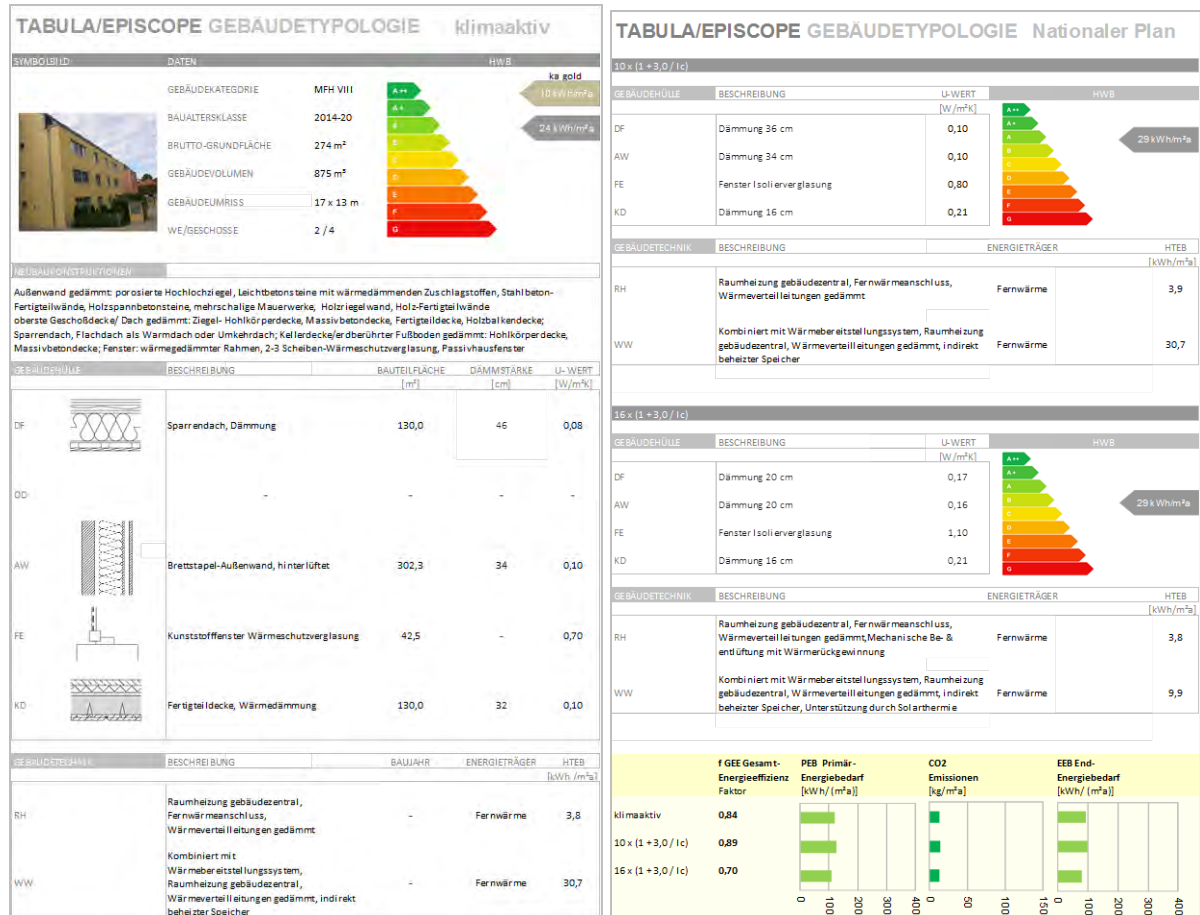 TABULA/EPISCOPE GEBÄUDETYPOLOGIE klimaaktiv
SYMBOLBILD DATEN HWB
ka gold
GEBÄUDEKATEGORIE MFH VIII A++ 10 kWh/m²a
A+
BAUALTERSKLASSE 2014-20 A 24 kWh/m²a
B
BRUTTO-GRUNDFLÄCHE 274 m² C
GEBÄUDEVOLUMEN 875 m³ D
E
GEBÄUDEUMRISS 17 x 13 m F
WE/GESCHOSSE 2 / 4 G
NEUBAUKONSTRUKTIONEN
Außenwand gedämmt: porosierte Hochlochziegel, Leichtbetonsteine mit wärmedämmenden Zuschlagstoffen, Stahlbeton-
Fertigteilwände, Holzspannbetonsteine, mehrschalige Mauerwerke, Holzriegelwand, Holz-Fertigteilwände
oberste Geschoßdecke/ Dach gedämmt: Ziegel- Hohlkörperdecke, Massivbetondecke, Fertigteildecke, Holzbalkendecke;
Sparrendach, Flachdach als Warmdach oder Umkehrdach; Kellerdecke/erdberührter Fußboden gedämmt: Hohlkörperdecke,
Massivbetondecke; Fenster: wärmegedämmter Rahmen, 2-3 Scheiben-Wärmeschutzverglasung, Passivhausfenster
GEBÄUDEHÜLLE BESCHREIBUNG BAUTEILFLÄCHE DÄMMSTÄRKE U- WERT
[m²] [cm] [W/m²K]
DF Sparrendach, Dämmung 130,0 46 0,08
OD - - - -
AW Brettstapel-Außenwand, hinterlüftet 302,3 34 0,10
FE Kunststofffenster Wärmeschutzverglasung 42,5 - 0,70
KD Fertigteildecke, Wärmedämmung 130,0 32 0,10
GEBÄUDETECHNIK BESCHREIBUNG BAUJAHR ENERGIETRÄGER HTEB
[kWh /m²a]
Raumheizung gebäudezentral,
RH Fernwärmeanschluss, - Fernwärme 3,8
Wärmeverteilleitungen gedämmt
Kombiniert mit
Wärmebereitstellungssystem,
WW Raumheizung gebäudezentral, - Fernwärme 30,7
Wärmeverteilleitungen gedämmt, indirekt
beheizter Speicher
TABULA/EPISCOPE GEBÄUDETYPOLOGIE Nationaler Plan
10 x (1 +3,0 / lc)
GEBÄUDEHÜLLE BESCHREIBUNG U-WERT HWB
[W/m²K] A++
DF Dämmung 36 cm 0,10 A+
A 29 kWh/m²a
AW Dämmung 34 cm 0,10 B
C
FE Fenster Isolierverglasung 0,80 D
E
KD Dämmung 16 cm 0,21 F
G
GEBÄUDETECHNIK BESCHREIBUNG ENERGIETRÄGER HTEB
[kWh/m²a]
RH Raumheizung gebäudezentral, Fernwärmeanschluss, Fernwärme 3,9
Wärmeverteilleitungen gedämmt
Kombiniert mit Wärmebereitstellungssystem, Raumheizung
WW gebäudezentral, Wärmeverteilleitungen gedämmt, indirekt Fernwärme 30,7
beheizter Speicher
16 x (1 +3,0 / lc)
GEBÄUDEHÜLLE BESCHREIBUNG U-WERT HWB
[W/m²K] A++
DF Dämmung 20 cm 0,17 A+
A
AW Dämmung 20 cm 0,16 B 29 kWh/m²a
C
FE Fenster Isolierverglasung 1,10 D
E
KD Dämmung 16 cm 0,21 F
G
GEBÄUDETECHNIK BESCHREIBUNG ENERGIETRÄGER HTEB
[kWh/m²a]
Raumheizung gebäudezentral, Fernwärmeanschluss,
RH Wärmeverteilleitungen gedämmt,Mechanische Be- & Fernwärme 3,8
entlüftung mit Wärmerückgewinnung
Kombiniert mit Wärmebereitstellungssystem, Raumheizung
WW gebäudezentral, Wärmeverteilleitungen gedämmt, indirekt Fernwärme 9,9
beheizter Speicher, Unterstützung durch Solarthermie
f GEE Gesamt- PEB Primär- CO2 EEB End-
Energieeffizienz Energiebedarf Emissionen Energiebedarf
Faktor [kWh/ (m²a)] [kg/m²a] [kWh/ (m²a)]
klimaaktiv 0,84
10 x (1 +3,0 / lc) 0,89
16 x (1 +3,0 / lc) 0,70
0 100 200 300 400 0 50 100 150 0 100 200 300 400